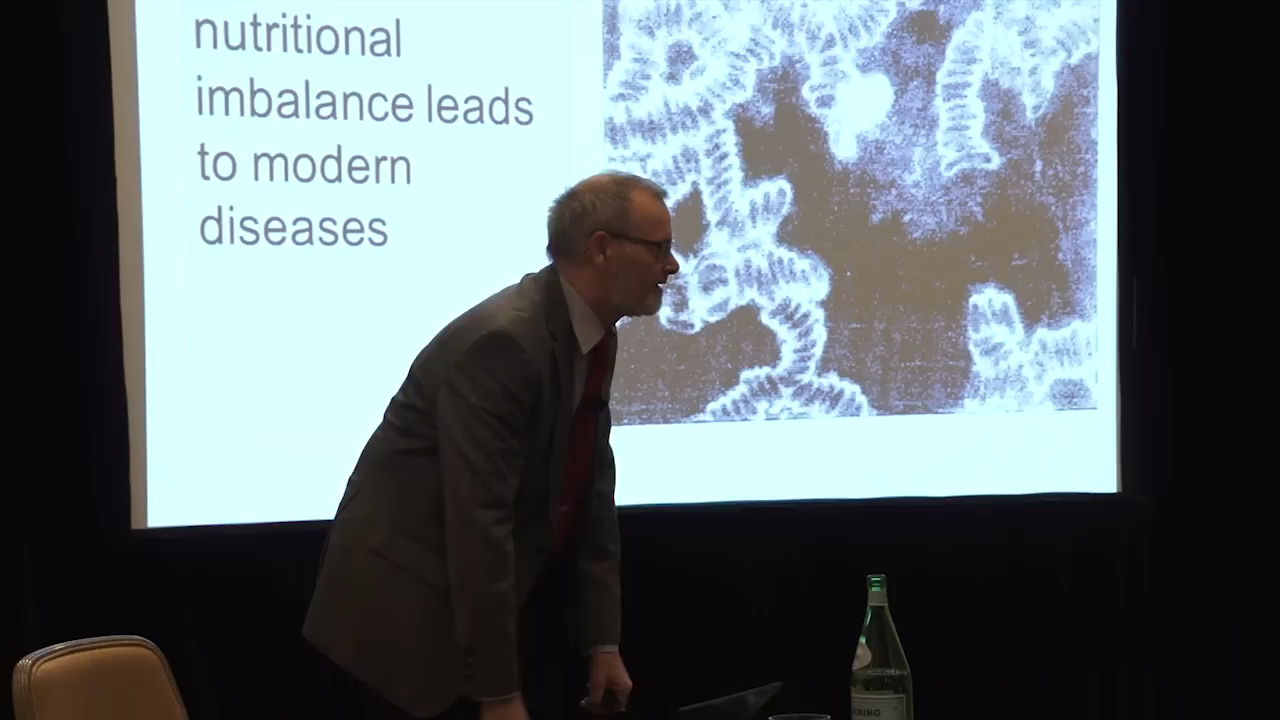 nutritional
imbalance leads
to modern
diseases